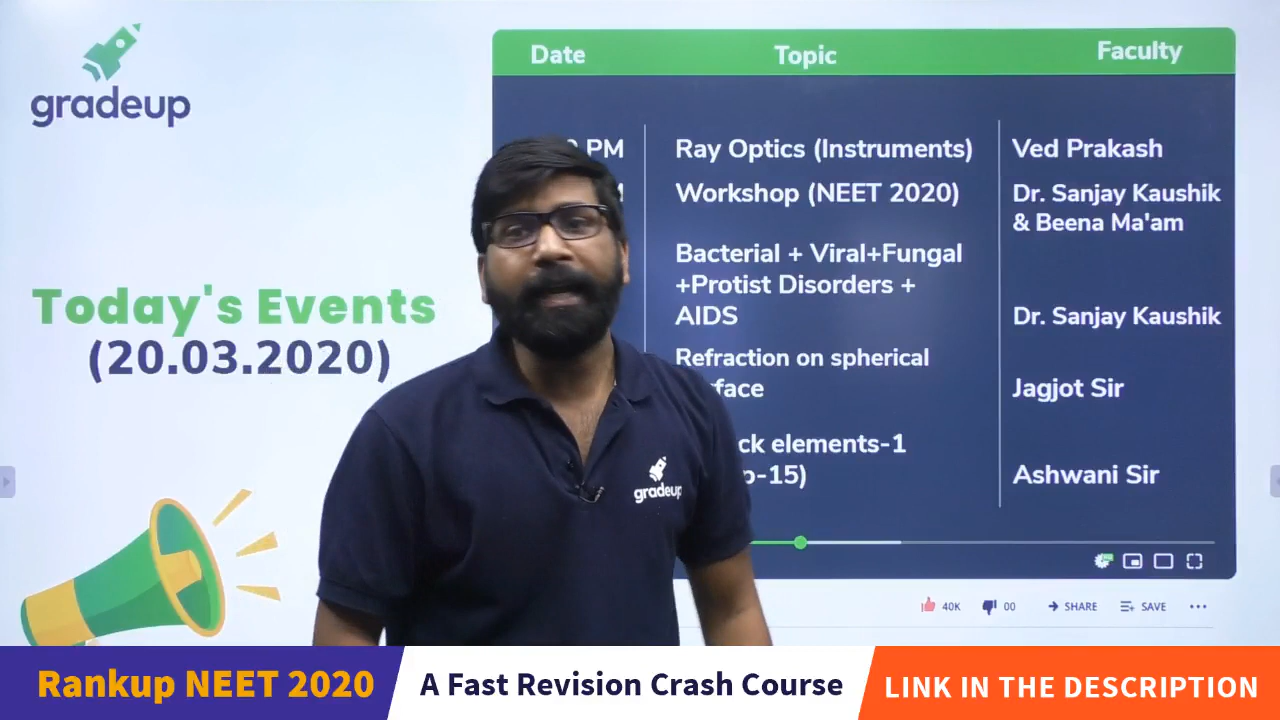 gradeup
Today's Events
(20.03.2020)
Date Topic Faculty
PM Ray Optics (Instruments) Ved Prakash
Workshop (NEET 2020) Dr. Sanjay Kaushik
& Beena Ma'am
Bacterial + Viral+Fungal
+Protist Disorders +
AIDS Dr. Sanjay Kaushik
Refraction on spherical
Jagjot Sir
elements-1
Ashwani Sir
gradeup
40K 00 SHARE SAVE
Rankup NEET 2020 A Fast Revision Crash Course LINK IN THE DESCRIPTION